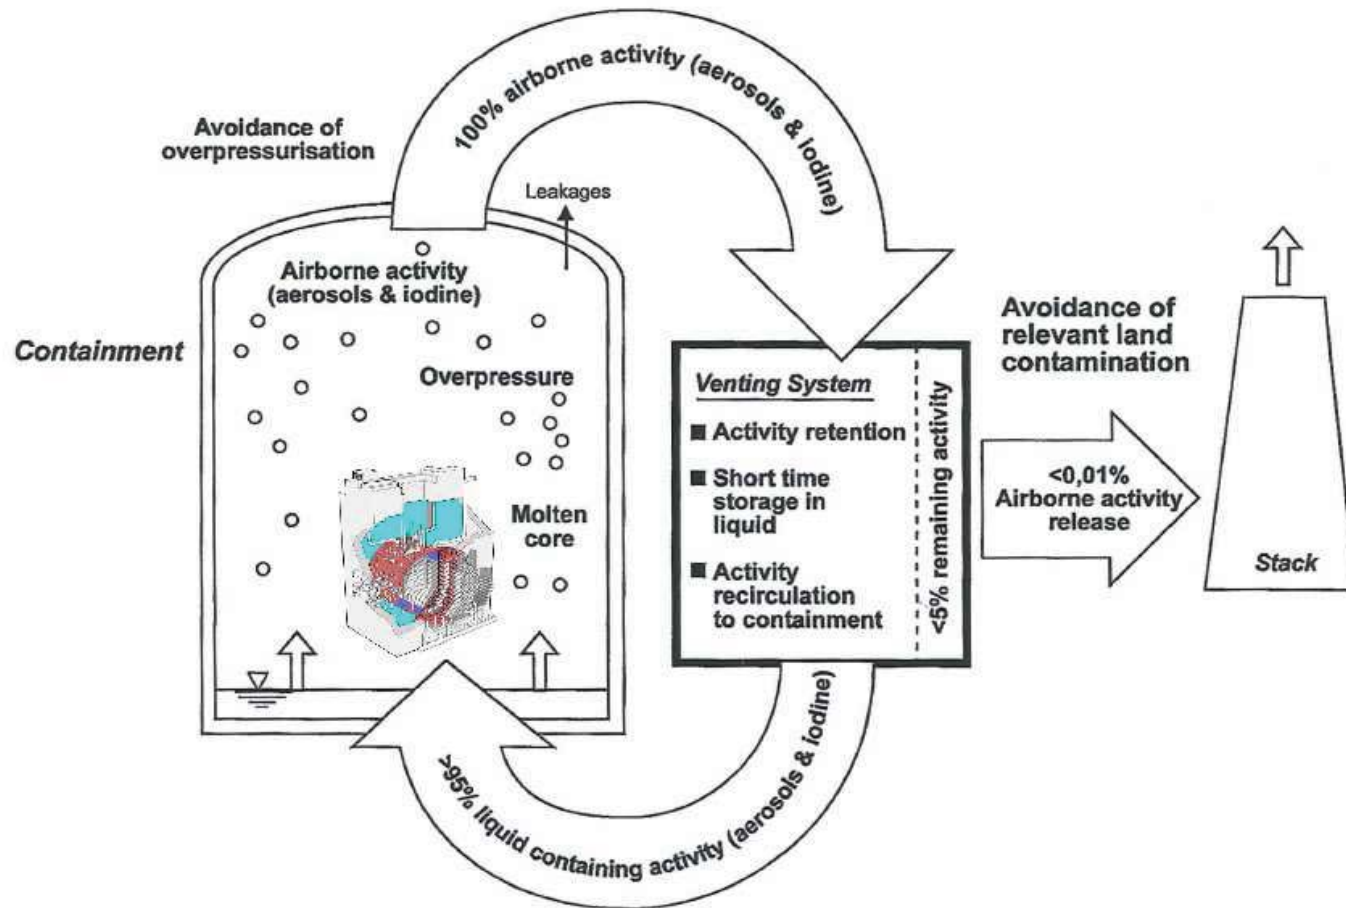 100% airborne activity (aerosols & iodine)
Avoidance of
overpressurisation
Leakages
Airborne activity
(aerosols & iodine)
Containment
Overpressure
Molten
core
Venting System
■ Activity retention
■ Short time
storage in
liquid
■ Activity
recirculation
to containment
<5% remaining activity
Avoidance of
relevant land
contamination
<0,01%
Airborne activity
release
Stack
>95% liquid containing activity (aerosols & iodine)